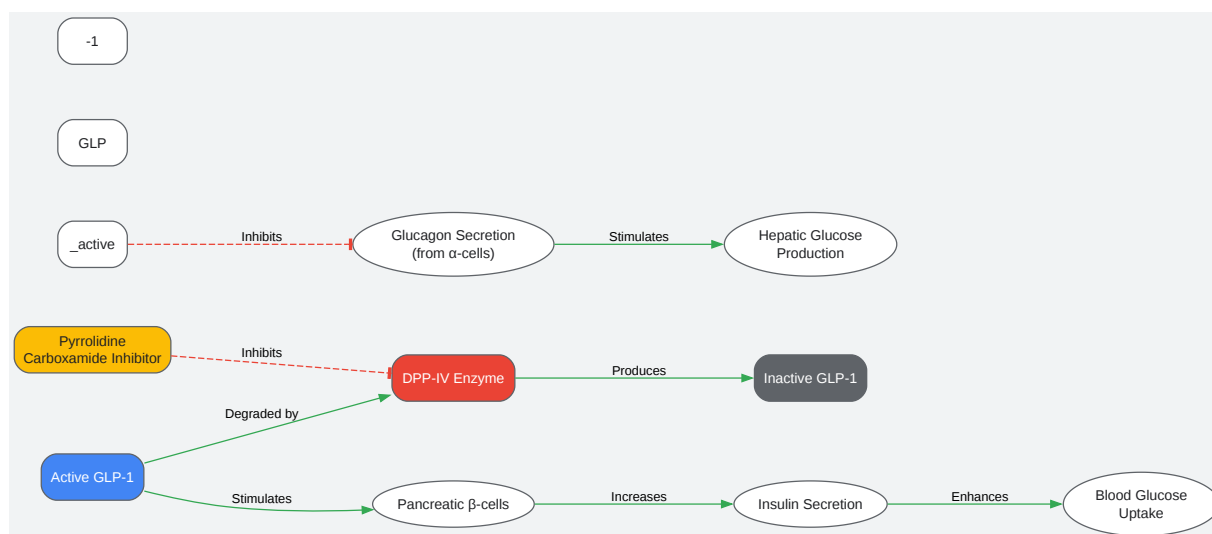 -1
GLP
_active
Inhibits
Glucagon Secretion
(from α-cells)
Stimulates
Hepatic Glucose
Production
Pyrrolidine
Carboxamide Inhibitor
Inhibits
DPP-IV Enzyme
Produces
Inactive GLP-1
Degraded by
Active GLP-1
Stimulates
Pancreatic β-cells
Increases
Insulin Secretion
Enhances
Blood Glucose
Uptake